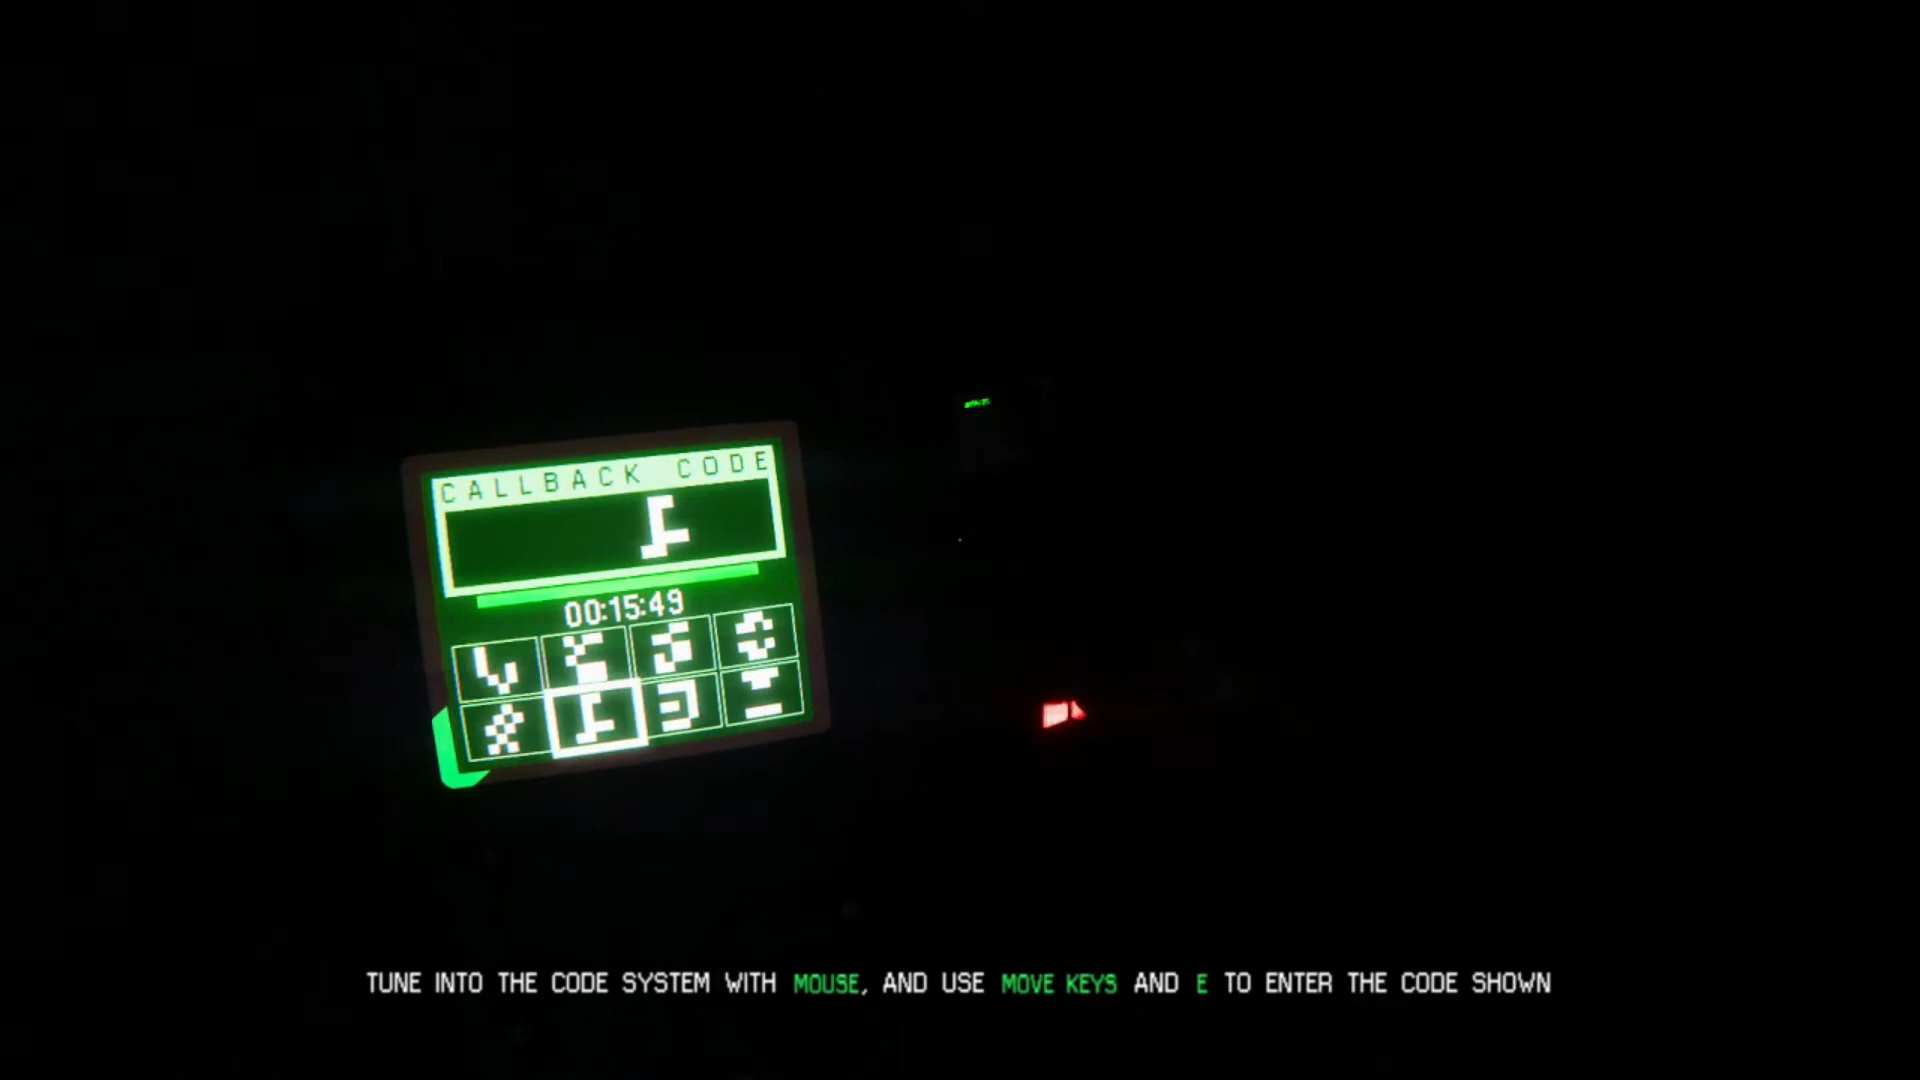 CALLBACK CODE
00:15:49
TUNE INTO THE CODE SYSTEM WITH MOUSE, AND USE MOVE KEYS AND E TO ENTER THE CODE SHOWN